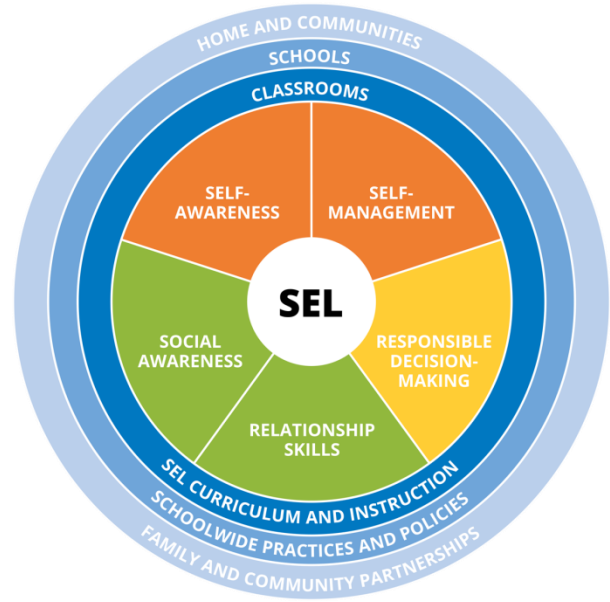 HOME AND COMMUNITIES
SCHOOLS
CLASSROOMS
SELF-
AWARENESS
SELF-
MANAGEMENT
SEL
SOCIAL
AWARENESS
RESPONSIBLE
DECISION-
MAKING
RELATIONSHIP
SKILLS
SEL CURRICULUM AND INSTRUCTION
SCHOOLWIDE PRACTICES AND POLICIES
FAMILY AND COMMUNITY PARTNERSHIPS